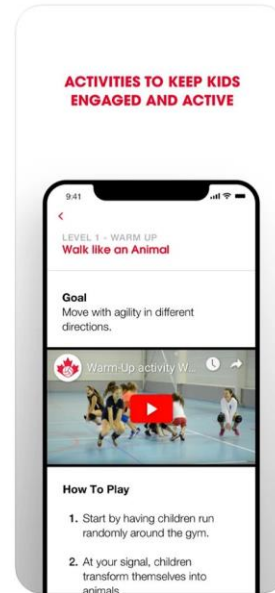 ACTIVITIES TO KEEP KIDS
ENGAGED AND ACTIVE
9:41
LEVEL 1 - WARM UP
Walk like an Animal
Goal
Move with agility in different
directions.
Warm-Up activity W...
How To Play
1. Start by having children run
randomly around the gym.
2. At your signal, children
transform themselves into
animals